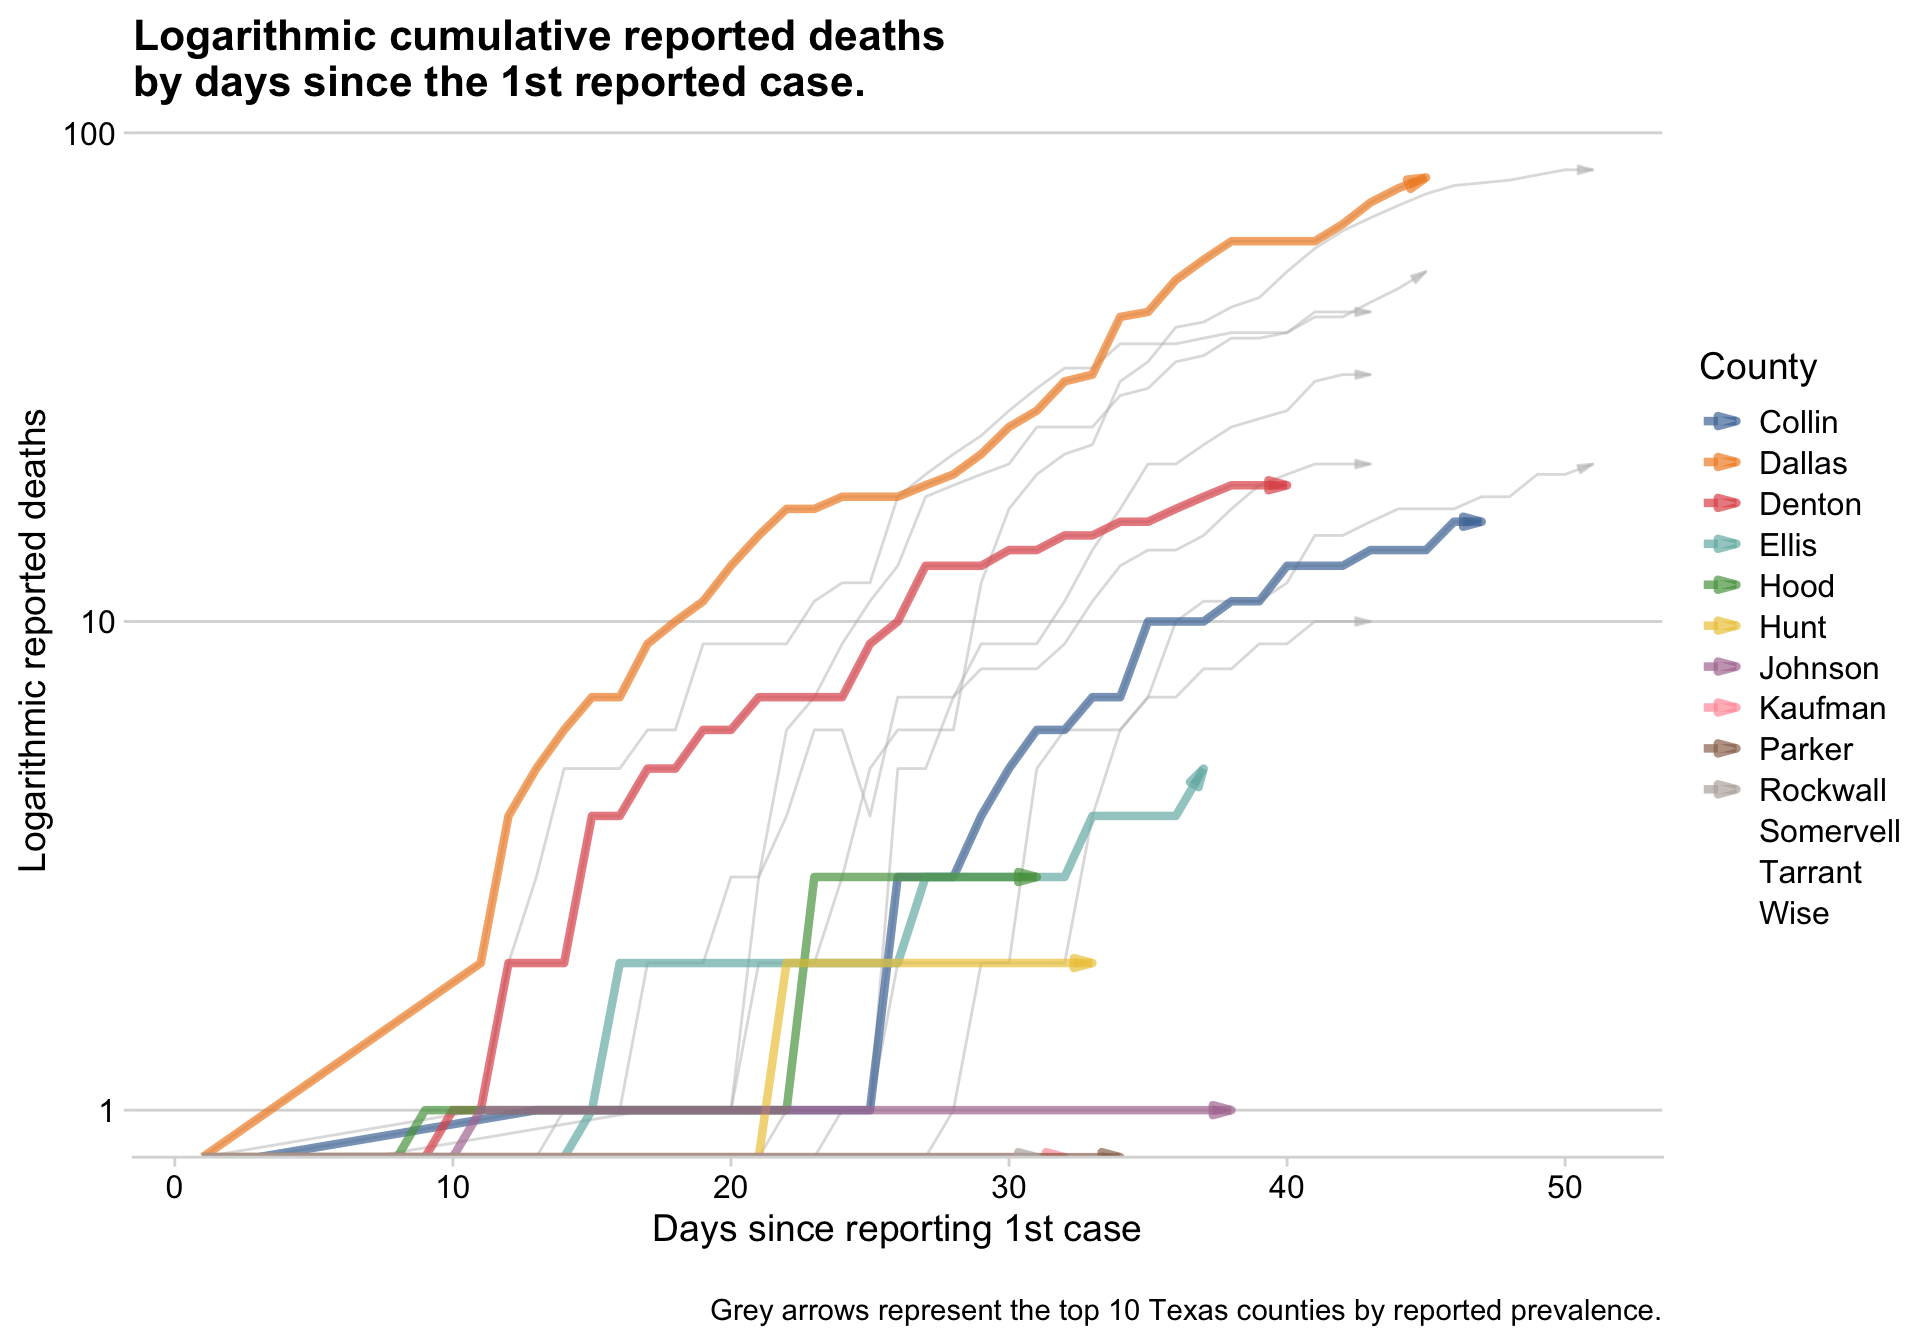 Logarithmic cumulative reported deaths
by days since the 1st reported case.
100
10
1
Logarithmic reported deaths
0 10 20 30 40 50
Days since reporting 1st case
County
Collin
Dallas
Denton
Ellis
Hood
Hunt
Johnson
Kaufman
Parker
Rockwall
Somervell
Tarrant
Wise
Grey arrows represent the top 10 Texas counties by reported prevalence.